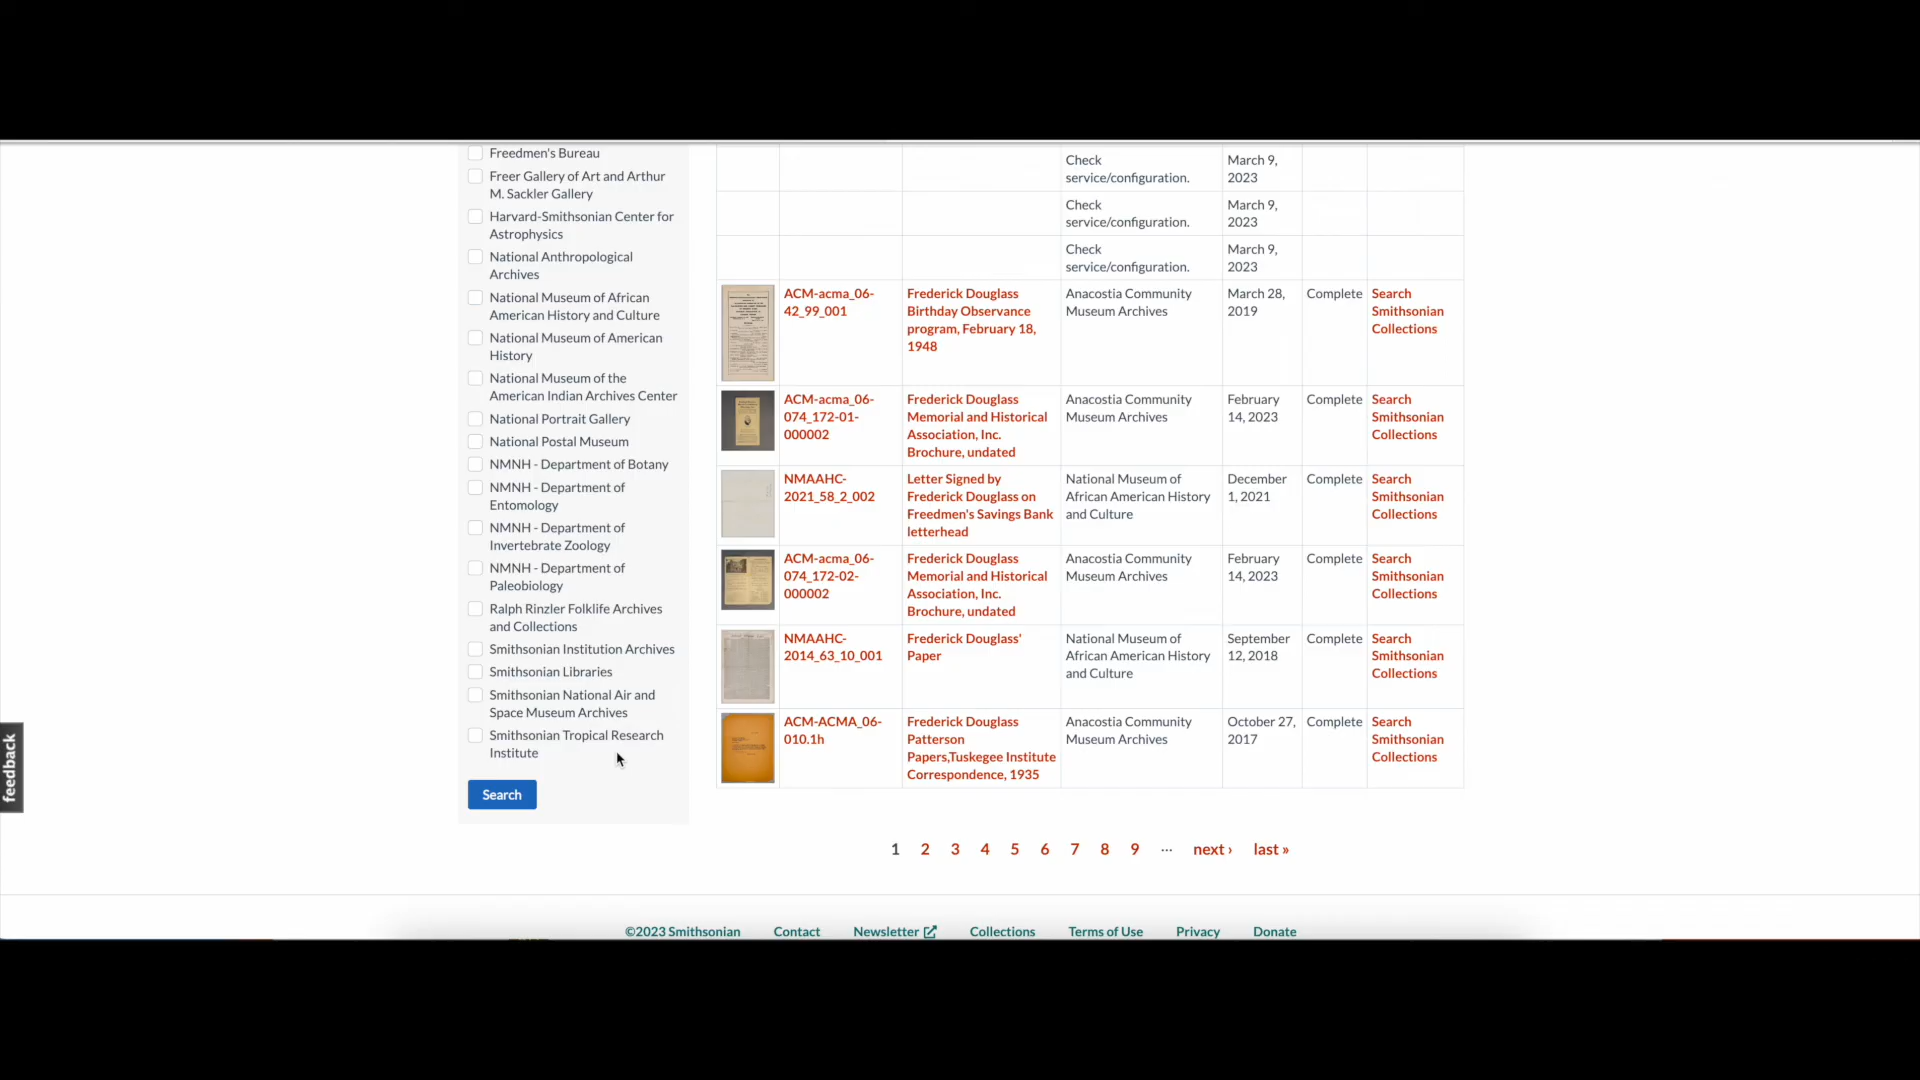 Freedmen's Bureau
Freer Gallery of Art and Arthur
M. Sackler Gallery
Harvard-Smithsonian Center for
Astrophysics
National Anthropological
Archives
National Museum of African
American History and Culture
National Museum of American
History
National Museum of the
American Indian Archives Center
National Portrait Gallery
National Postal Museum
NMNH - Department of Botany
NMNH - Department of
Entomology
NMNH - Department of
Invertebrate Zoology
NMNH - Department of
Paleobiology
Ralph Rinzler Folklife Archives
and Collections
Smithsonian Institution Archives
Smithsonian Libraries
Smithsonian National Air and
Space Museum Archives
Smithsonian Tropical Research
Institute
Search
feedback
Check
service/configuration.
March 9,
2023
Check
service/configuration.
March 9,
2023
Check
service/configuration.
March 9,
2023
ACM-acma_06-
42_99_001
Frederick Douglass
Birthday Observance
program, February 18,
1948
Anacostia Community
Museum Archives
March 28,
2019
Complete
Search
Smithsonian
Collections
ACM-acma_06-
074_172-01-
000002
Frederick Douglass
Memorial and Historical
Association, Inc.
Brochure, undated
Anacostia Community
Museum Archives
February
14, 2023
Complete
Search
Smithsonian
Collections
NMAAHC-
2021_58_2_002
Letter Signed by
Frederick Douglass on
Freedmen's Savings Bank
letterhead
National Museum of
African American History
and Culture
December
1, 2021
Complete
Search
Smithsonian
Collections
ACM-acma_06-
074_172-02-
000002
Frederick Douglass
Memorial and Historical
Association, Inc.
Brochure, undated
Anacostia Community
Museum Archives
February
14, 2023
Complete
Search
Smithsonian
Collections
NMAAHC-
2014_63_10_001
Frederick Douglass'
Paper
National Museum of
African American History
and Culture
September
12, 2018
Complete
Search
Smithsonian
Collections
ACM-ACMA_06-
010.1h
Frederick Douglass
Patterson
Papers,Tuskegee Institute
Correspondence, 1935
Anacostia Community
Museum Archives
October 27,
2017
Complete
Search
Smithsonian
Collections
1 2 3 4 5 6 7 8 9 ... next › last »
©2023 Smithsonian Contact Newsletter Collections Terms of Use Privacy Donate